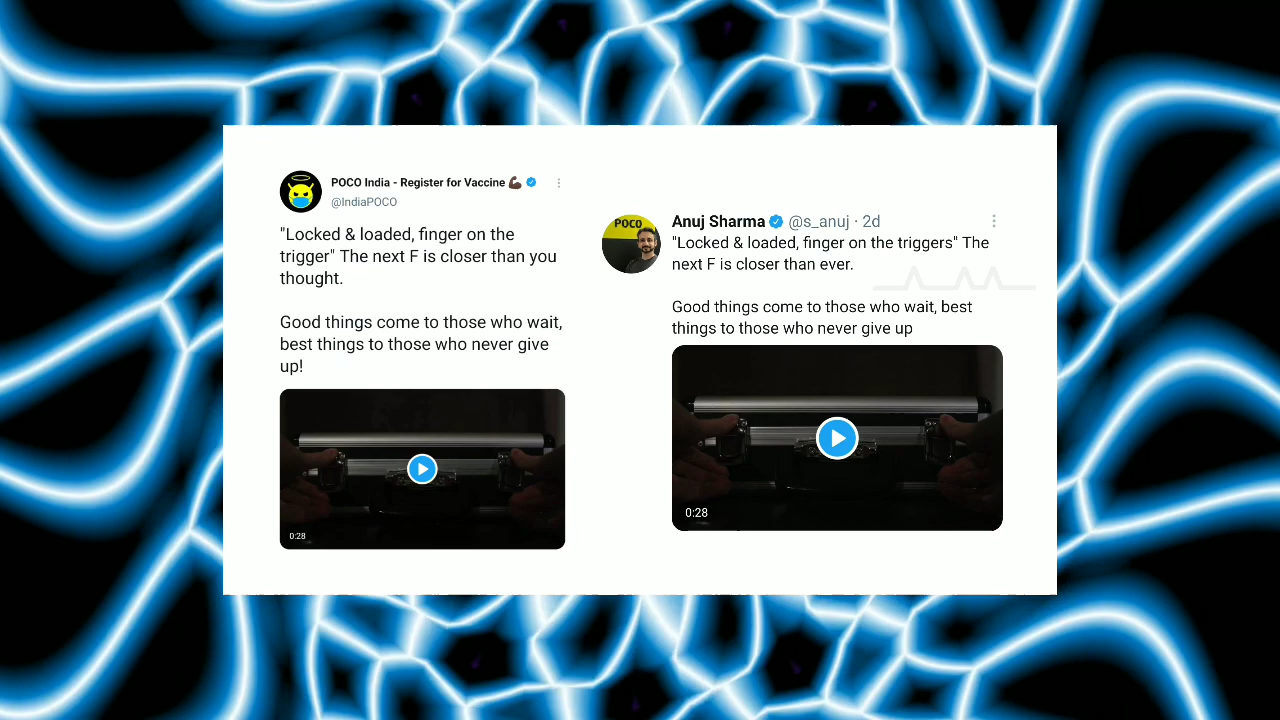 POCO India - Register for Vaccine 💪🏿
@IndiaPOCO
"Locked & loaded, finger on the
trigger" The next F is closer than you
thought.
Good things come to those who wait,
best things to those who never give
up!
0:28
POCO
Anuj Sharma @s_anuj · 2d
"Locked & loaded, finger on the triggers" The
next F is closer than ever.
Good things come to those who wait, best
things to those who never give up
0:28